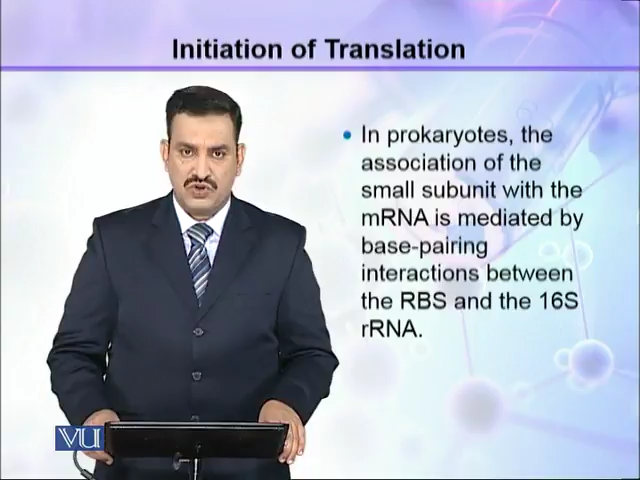 Initiation of Translation
• In prokaryotes, the
association of the
small subunit with the
mRNA is mediated by
base-pairing
interactions between
the RBS and the 16S
rRNA.
VU